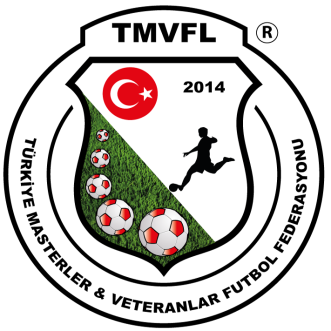 TMVFL
®
2014
TÜRKİYE MASTERLER & VETERANLAR FUTBOL FEDERASYONU